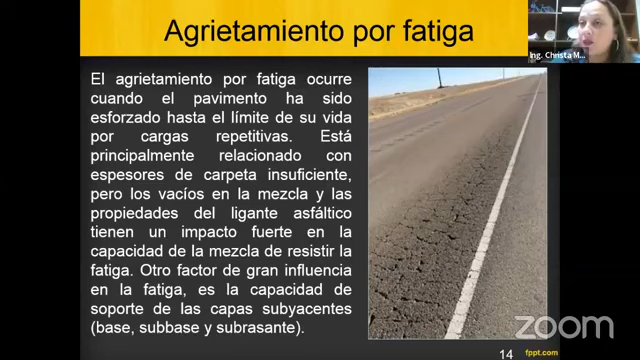 Agrietamiento por fatiga
Ing. Christa M...
El agrietamiento por fatiga ocurre
cuando el pavimento ha sido
esforzado hasta el límite de su vida
por cargas repetitivas. Está
principalmente relacionado con
espesores de carpeta insuficiente,
pero los vacíos en la mezcla y las
propiedades del ligante asfáltico
tienen un impacto fuerte en la
capacidad de la mezcla de resistir la
fatiga. Otro factor de gran influencia
en la fatiga, es la capacidad de
soporte de las capas subyacentes
(base, subbase y subrasante).
zoom
14
fppt.com